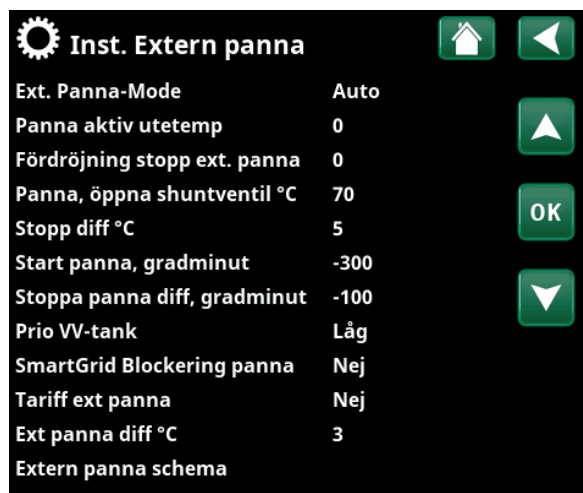 Inst. Extern panna
Ext. Panna-Mode Auto
Panna aktiv utetemp 0
Fördröjning stopp ext. panna 0
Panna, öppna shuntventil °C 70
Stopp diff °C 5
OK
Start panna, gradminut -300
Stoppa panna diff, gradminut -100
Prio VV-tank Låg
SmartGrid Blockering panna Nej
Tariff ext panna Nej
Ext panna diff °C 3
Extern panna schema